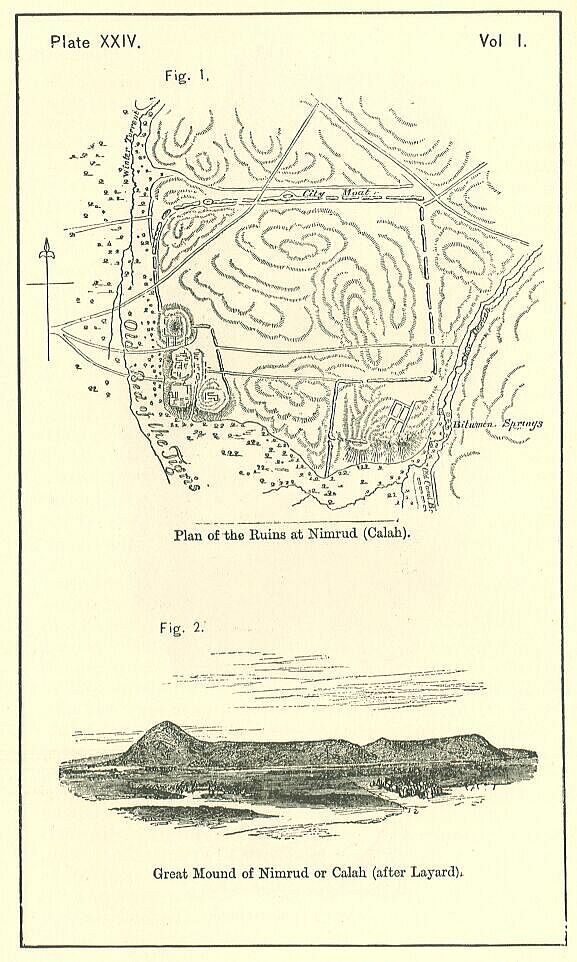 Plate XXIV.
Vol I.
Fig. 1.
Winter Torrent
City Moat
Old Bed of the Tigris
Bitumen Springs
Plan of the Ruins at Nimrud (Calah).
Fig. 2.
Great Mound of Nimrud or Calah (after Layard).